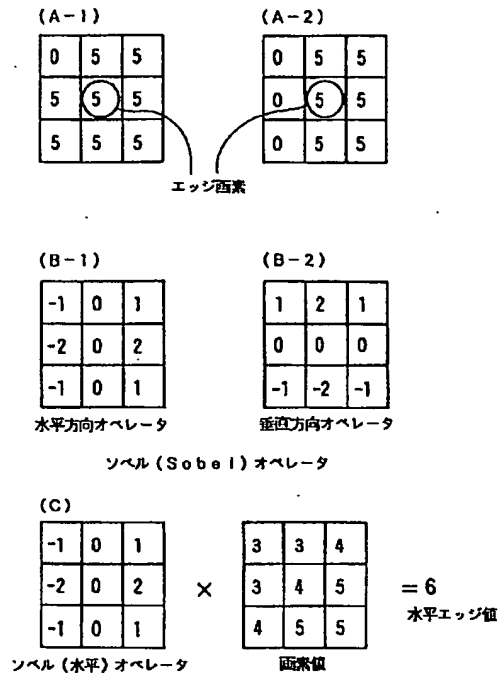 (A-1) (A-2)
0 5 5 0 5 5
5 5 5 0 5 5
5 5 5 0 5 5
エッジ画素
(B-1) (B-2)
-1 0 1 1 2 1
-2 0 2 0 0 0
-1 0 1 -1 -2 -1
水平方向オペレータ 垂直方向オペレータ
ソベル(Sobel)オペレータ
(C)
-1 0 1 3 3 4
-2 0 2 × 3 4 5 =6
-1 0 1 4 5 5 水平エッジ値
ソベル(水平)オペレータ 画素値